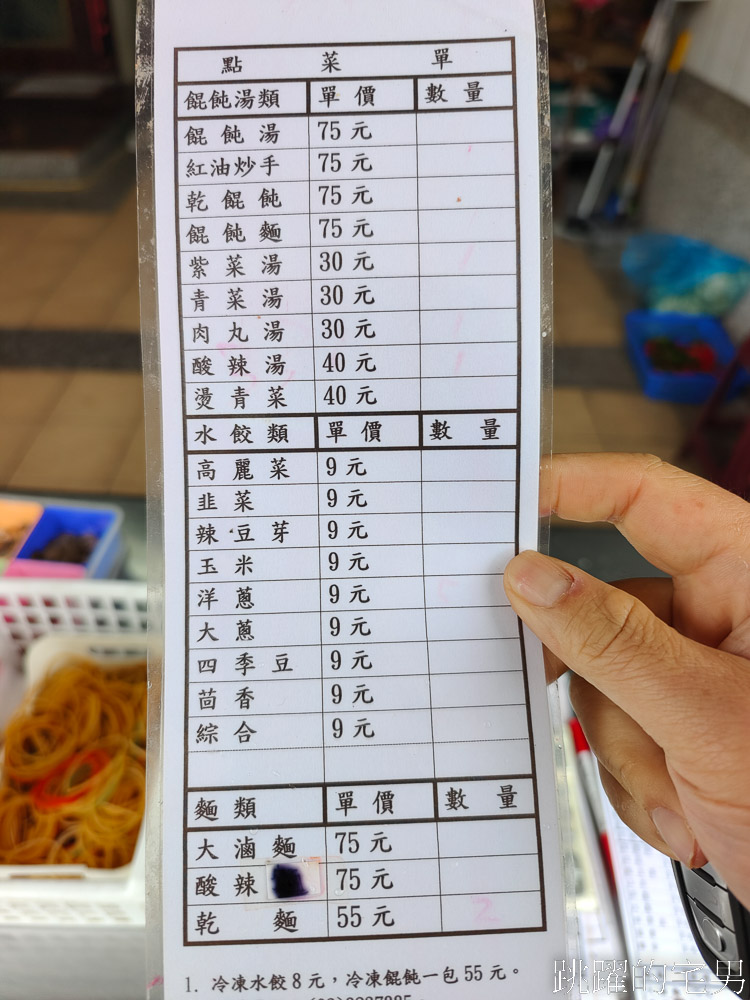 點 菜 單
餛飩湯類 單價 數量
餛飩湯 75元
紅油炒手 75元
乾餛飩 75元
餛飩麵 75元
紫菜湯 30元
青菜湯 30元
肉丸湯 30元
酸辣湯 40元
燙青菜 40元
水餃類 單價 數量
高麗菜 9元
韭菜 9元
辣豆芽 9元
玉米 9元
洋蔥 9元
大蔥 9元
四季豆 9元
茴香 9元
綜合 9元
麵類 單價 數量
大滷麵 75元
酸辣 75元
乾麵 55元 2
1. 冷凍水餃8元，冷凍餛飩一包55元。
跳躍的宅男